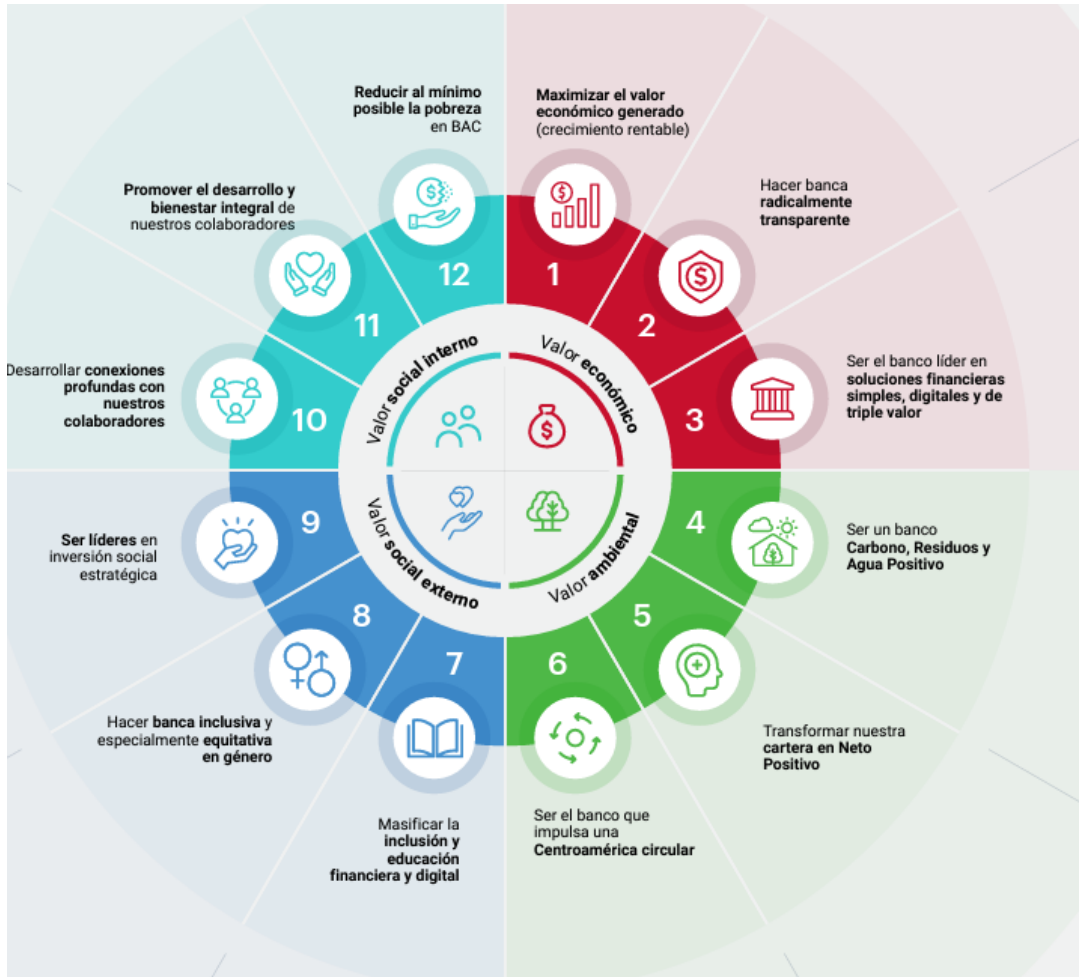 Maximizar el valor
económico generado
(crecimiento rentable)
1
Hacer banca
radicalmente
transparente
2
Ser el banco líder en
soluciones financieras
simples, digitales y de
triple valor
3
Ser un banco
Carbono, Residuos y
Agua Positivo
4
Transformar nuestra
cartera en Neto
Positivo
5
Ser el banco que
impulsa una
Centroamérica circular
6
Masificar la
inclusión y
educación
financiera y digital
7
Hacer banca inclusiva y
especialmente equitativa
en género
8
Ser líderes en
inversión social
estratégica
9
Desarrollar conexiones
profundas con
nuestros
colaboradores
10
Promover el desarrollo y
bienestar integral de
nuestros colaboradores
11
Reducir al mínimo
posible la pobreza
en BAC
12
Valor económico
Valor ambiental
Valor social externo
Valor social interno
$
$
$
$